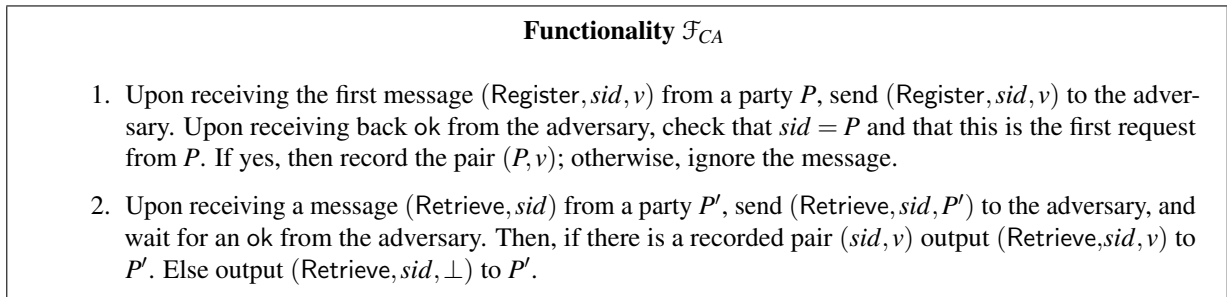 Functionality ℱCA
1. Upon receiving the first message (Register, sid, v) from a party P, send (Register, sid, v) to the adver-
sary. Upon receiving back ok from the adversary, check that sid = P and that this is the first request
from P. If yes, then record the pair (P, v); otherwise, ignore the message.
2. Upon receiving a message (Retrieve, sid) from a party P′, send (Retrieve, sid, P′) to the adversary, and
wait for an ok from the adversary. Then, if there is a recorded pair (sid, v) output (Retrieve,sid, v) to
P′. Else output (Retrieve, sid, ⊥) to P′.